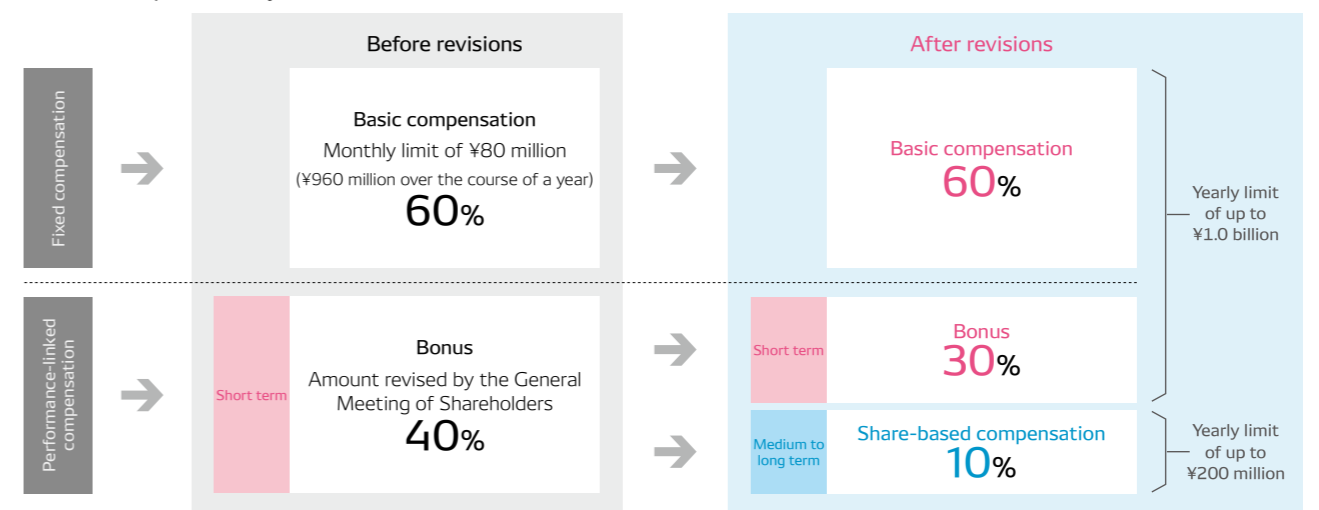 Before revisions
After revisions
Fixed compensation
Basic compensation
Monthly limit of ¥80 million
(¥960 million over the course of a year)
60%
Basic compensation
60%
Yearly limit
of up to
¥1.0 billion
Performance-linked
compensation
Short term
Bonus
Amount revised by the General
Meeting of Shareholders
40%
Short term
Bonus
30%
Medium to
long term
Share-based compensation
10%
Yearly limit
of up to
¥200 million